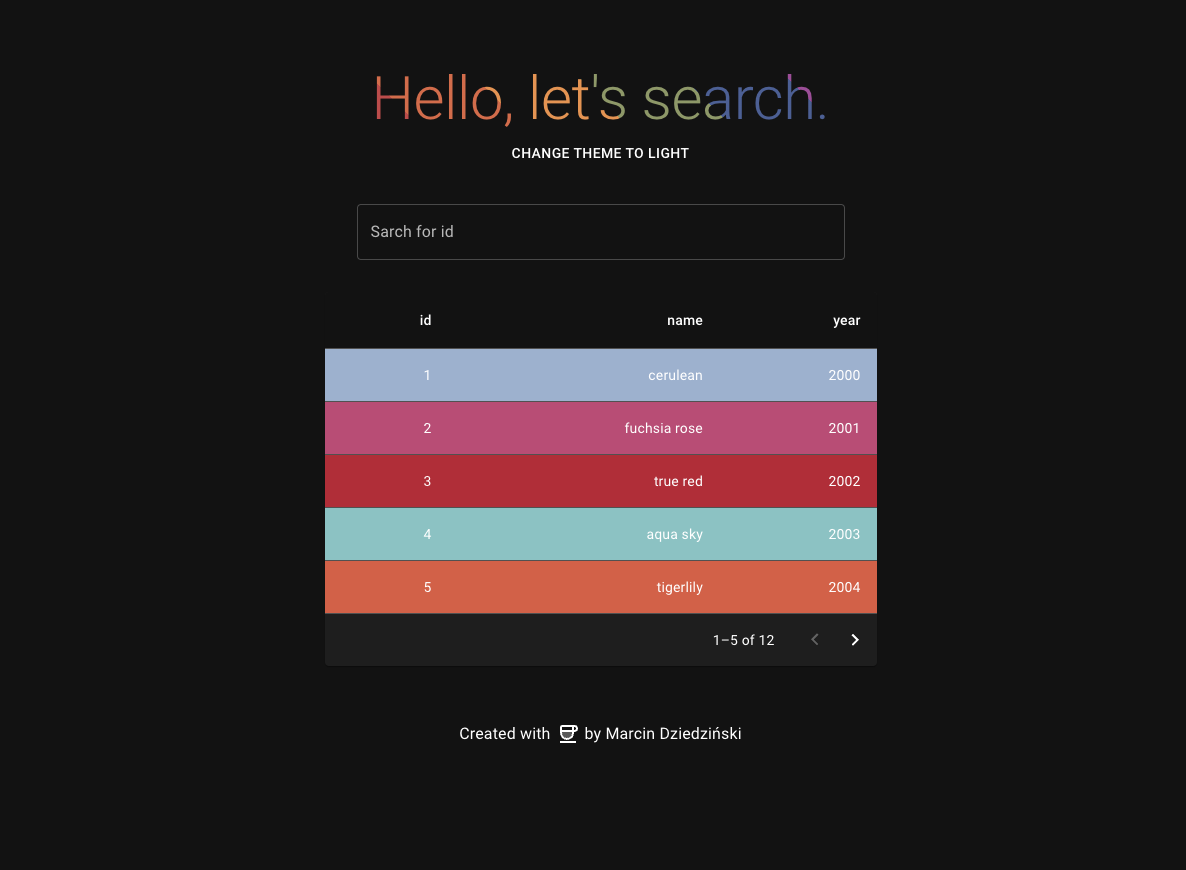 Hello, let's search.
CHANGE THEME TO LIGHT
Sarch for id
id name year
1 cerulean 2000
2 fuchsia rose 2001
3 true red 2002
4 aqua sky 2003
5 tigerlily 2004
1–5 of 12
Created with by Marcin Dziedziński